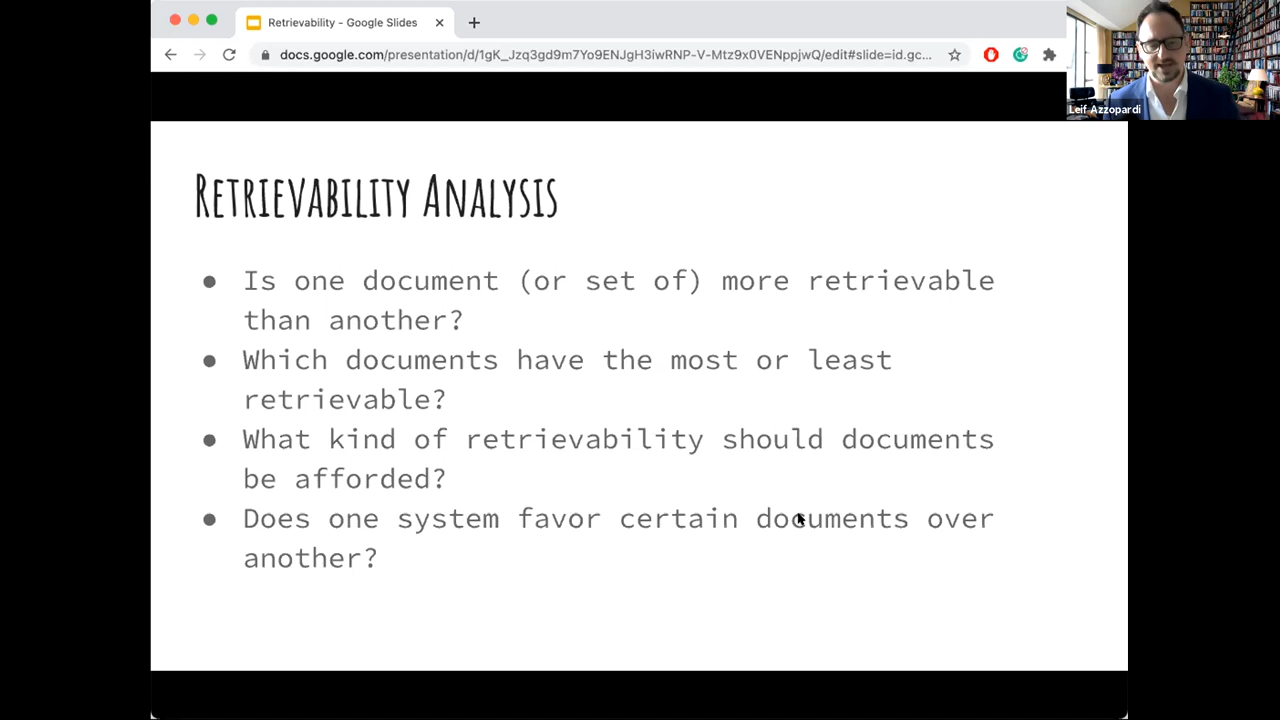 Retrievability - Google Slides
docs.google.com/presentation/d/1gK_Jzq3gd9m7Yo9ENJgH3iwRNP-V-Mtz9x0VENppjwQ/edit#slide=id.gc...
Leif Azzopardi
RETRIEVABILITY ANALYSIS
● Is one document (or set of) more retrievable
than another?
● Which documents have the most or least
retrievable?
● What kind of retrievability should documents
be afforded?
● Does one system favor certain documents over
another?